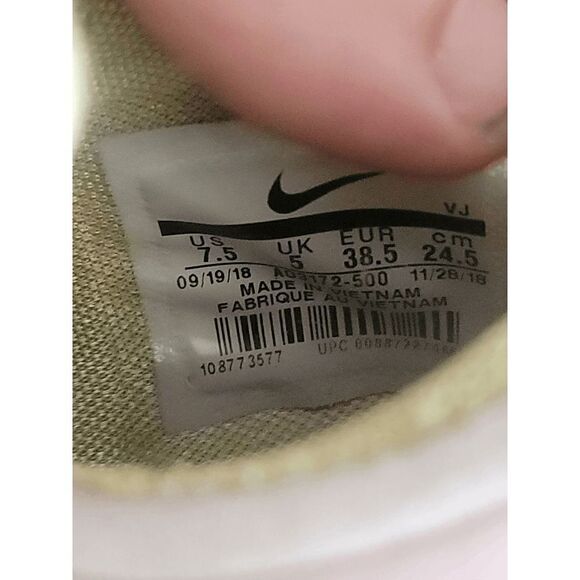 VJ
US UK EUR cm
7.5 5 38.5 24.5
09/19/18 11/28/18
MADE IN VIETNAM
FABRIQUE AU VIETNAM
108773577 UPC